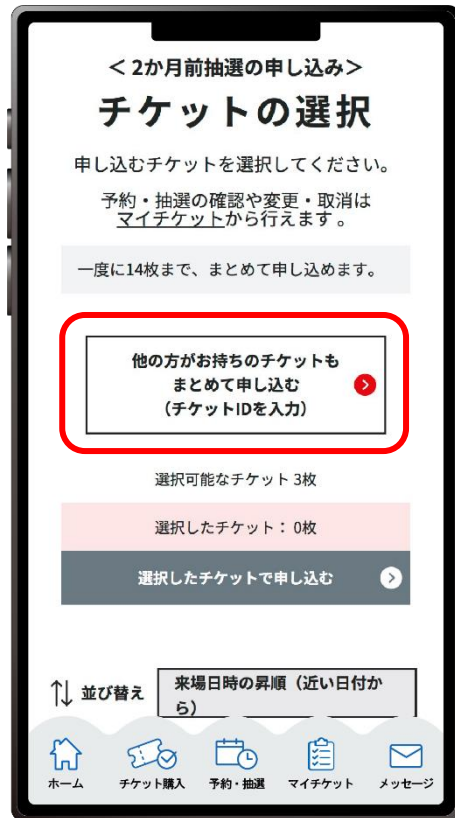 ＜2か月前抽選の申し込み＞
チケットの選択
申し込むチケットを選択してください。
予約・抽選の確認や変更・取消は
マイチケットから行えます 。
一度に14枚まで、まとめて申し込めます。
他の方がお持ちのチケットも
まとめて申し込む
（チケットIDを入力）
選択可能なチケット 3枚
選択したチケット： 0枚
選択したチケットで申し込む
並び替え
来場日時の昇順（近い日付か
ら）
ホーム
チケット購入
予約・抽選
マイチケット
メッセージ